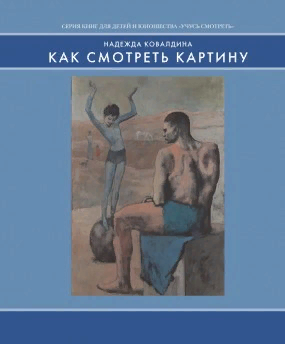 СЕРИЯ КНИГ ДЛЯ ДЕТЕЙ И ЮНОШЕСТВА «УЧУСЬ СМОТРЕТЬ»
НАДЕЖДА КОВАЛДИНА
КАК СМОТРЕТЬ КАРТИНУ